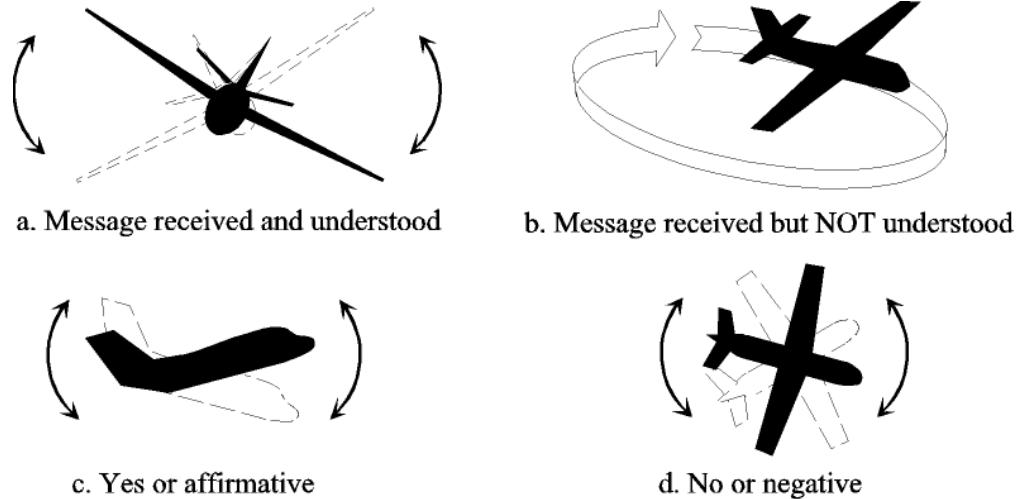 a. Message received and understood
b. Message received but NOT understood
c. Yes or affirmative
d. No or negative